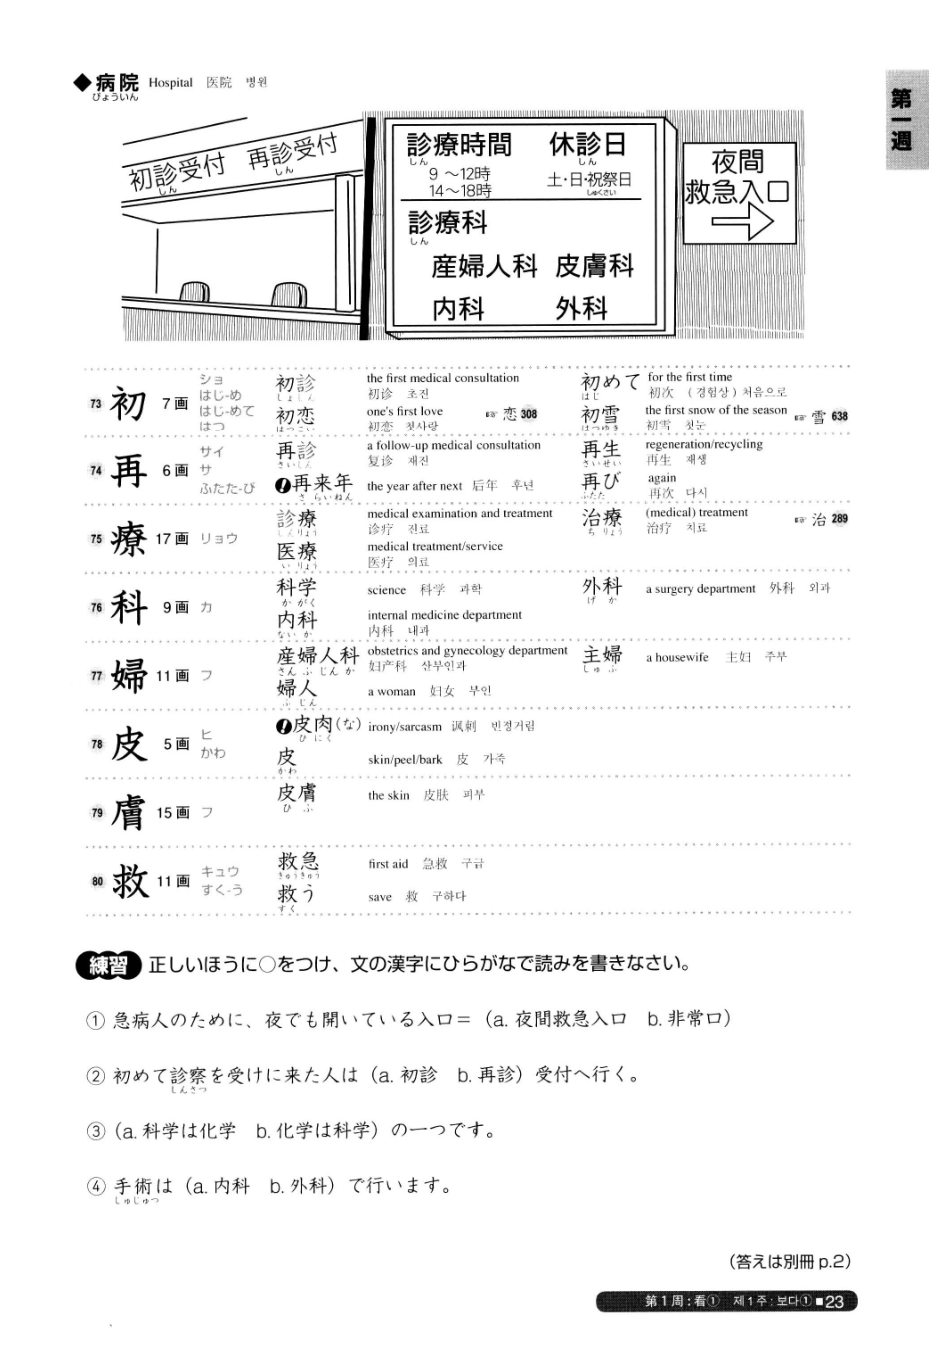 ◆病院 Hospital 医院 병원
びょういん
第一週
初診受付 再診受付
しん しん
診療時間 休診日
しん しん
9～12時 土・日・祝祭日
14～18時 しゅくさい
診療科
しん
産婦人科 皮膚科
内科 外科
夜間
救急入口
73 初 7画 ショ はじ-め はじ-めて はつ
初診 the first medical consultation 初诊 초진
しょしん
初めて for the first time 初次 (경험상) 처음으로
はじ
初恋 one's first love 初恋 첫사랑 ☞恋308
はつこい
初雪 the first snow of the season 初雪 첫눈 ☞雪638
はつゆき
74 再 6画 サイ サ ふたた-び
再診 a follow-up medical consultation 复诊 재진
さいしん
再生 regeneration/recycling 再生 재생
さいせい
❗再来年 the year after next 后年 후년
さらいねん
再び again 再次 다시
ふたた
75 療 17画 リョウ
診療 medical examination and treatment 诊疗 진료
しんりょう
治療 (medical) treatment 治疗 치료 ☞治289
ちりょう
医療 medical treatment/service 医疗 의료
いりょう
76 科 9画 カ
科学 science 科学 과학
かがく
外科 a surgery department 外科 외과
げか
内科 internal medicine department 内科 내과
ないか
77 婦 11画 フ
産婦人科 obstetrics and gynecology department 妇产科 산부인과
さんふじんか
主婦 a housewife 主妇 주부
しゅふ
婦人 a woman 妇女 부인
ふじん
78 皮 5画 ヒ かわ
❗皮肉(な) irony/sarcasm 讽刺 빈정거림
ひにく
皮 skin/peel/bark 皮 가죽
かわ
79 膚 15画 フ
皮膚 the skin 皮肤 피부
ひふ
80 救 11画 キュウ すく-う
救急 first aid 急救 구급
きゅうきゅう
救う save 救 구하다
すく
練習 正しいほうに○をつけ、文の漢字にひらがなで読みを書きなさい。
① 急病人のために、夜でも開いている入口＝（a. 夜間救急入口 b. 非常口）
② 初めて診察を受けに来た人は（a. 初診 b. 再診）受付へ行く。
しんさつ
③（a. 科学は化学 b. 化学は科学）の一つです。
④ 手術は（a. 内科 b. 外科）で行います。
しゅじゅつ
（答えは別冊 p.2）
第1周：看① 제1주：보다① ■23